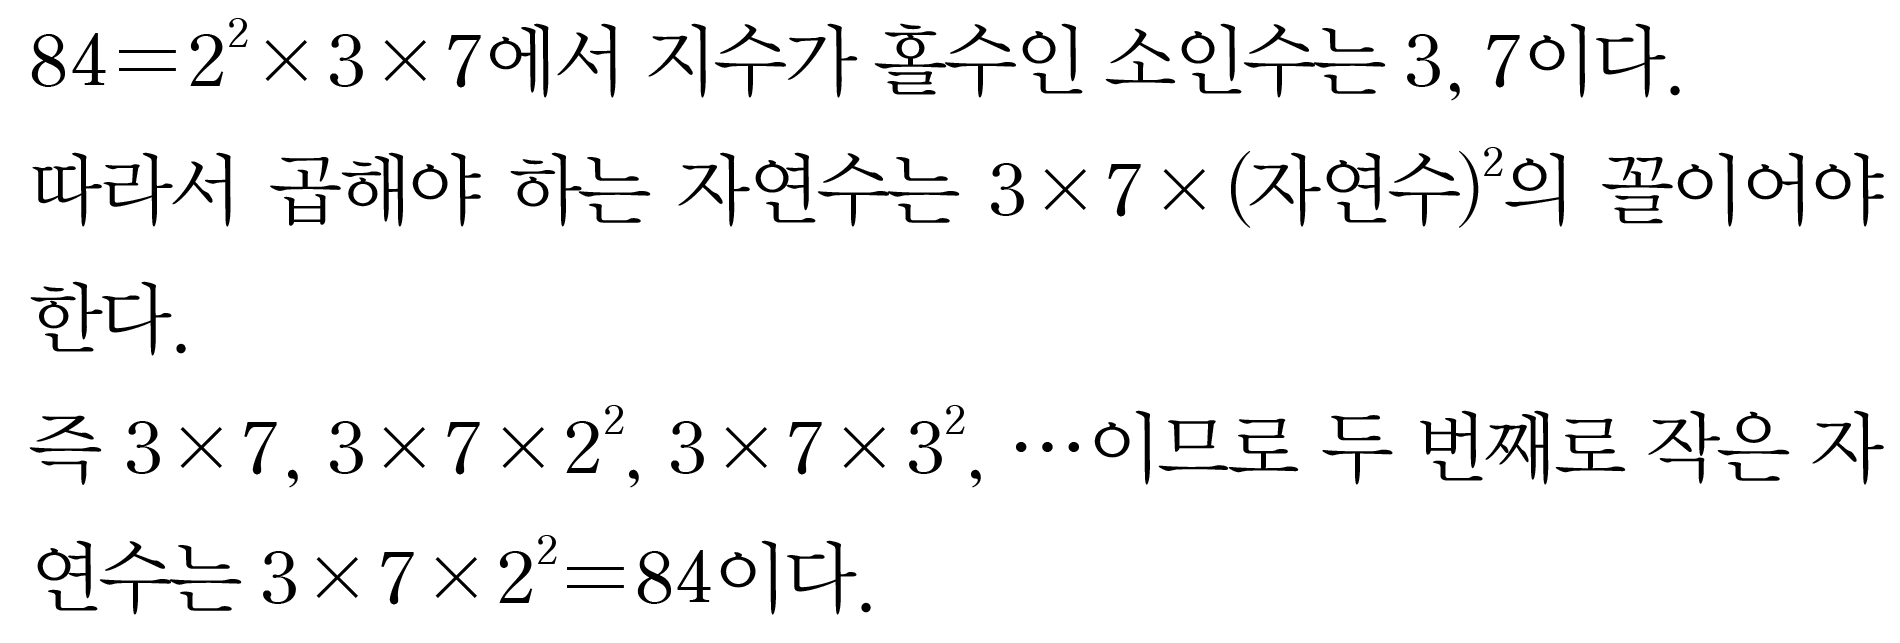 84=2²×3×7에서 지수가 홀수인 소인수는 3, 7이다.
따라서 곱해야 하는 자연수는 3×7×(자연수)²의 꼴이어야
한다.
즉 3×7, 3×7×2², 3×7×3², ⋯이므로 두 번째로 작은 자
연수는 3×7×2²=84이다.